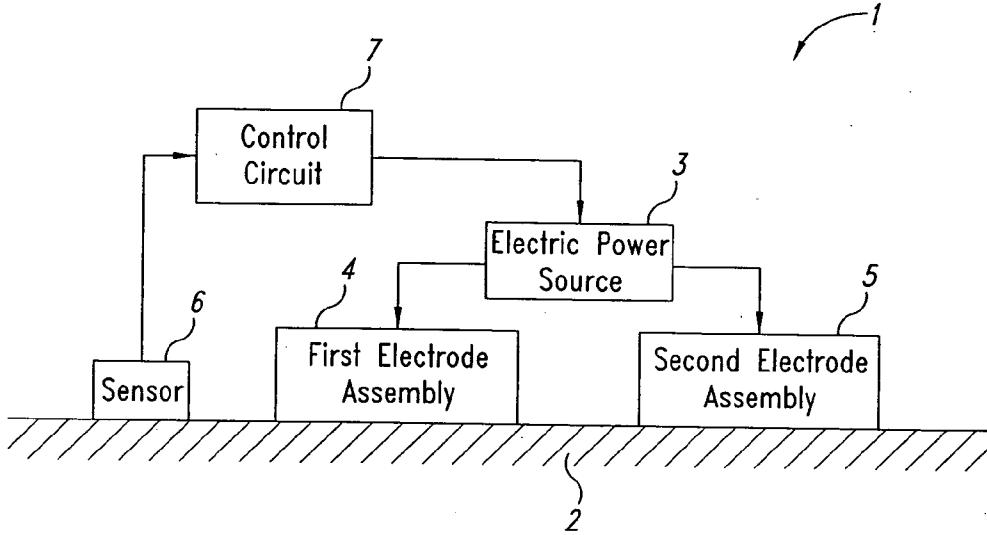 1
7
Control
Circuit
3
Electric Power
Source
4
First Electrode
Assembly
5
Second Electrode
Assembly
6
Sensor
2